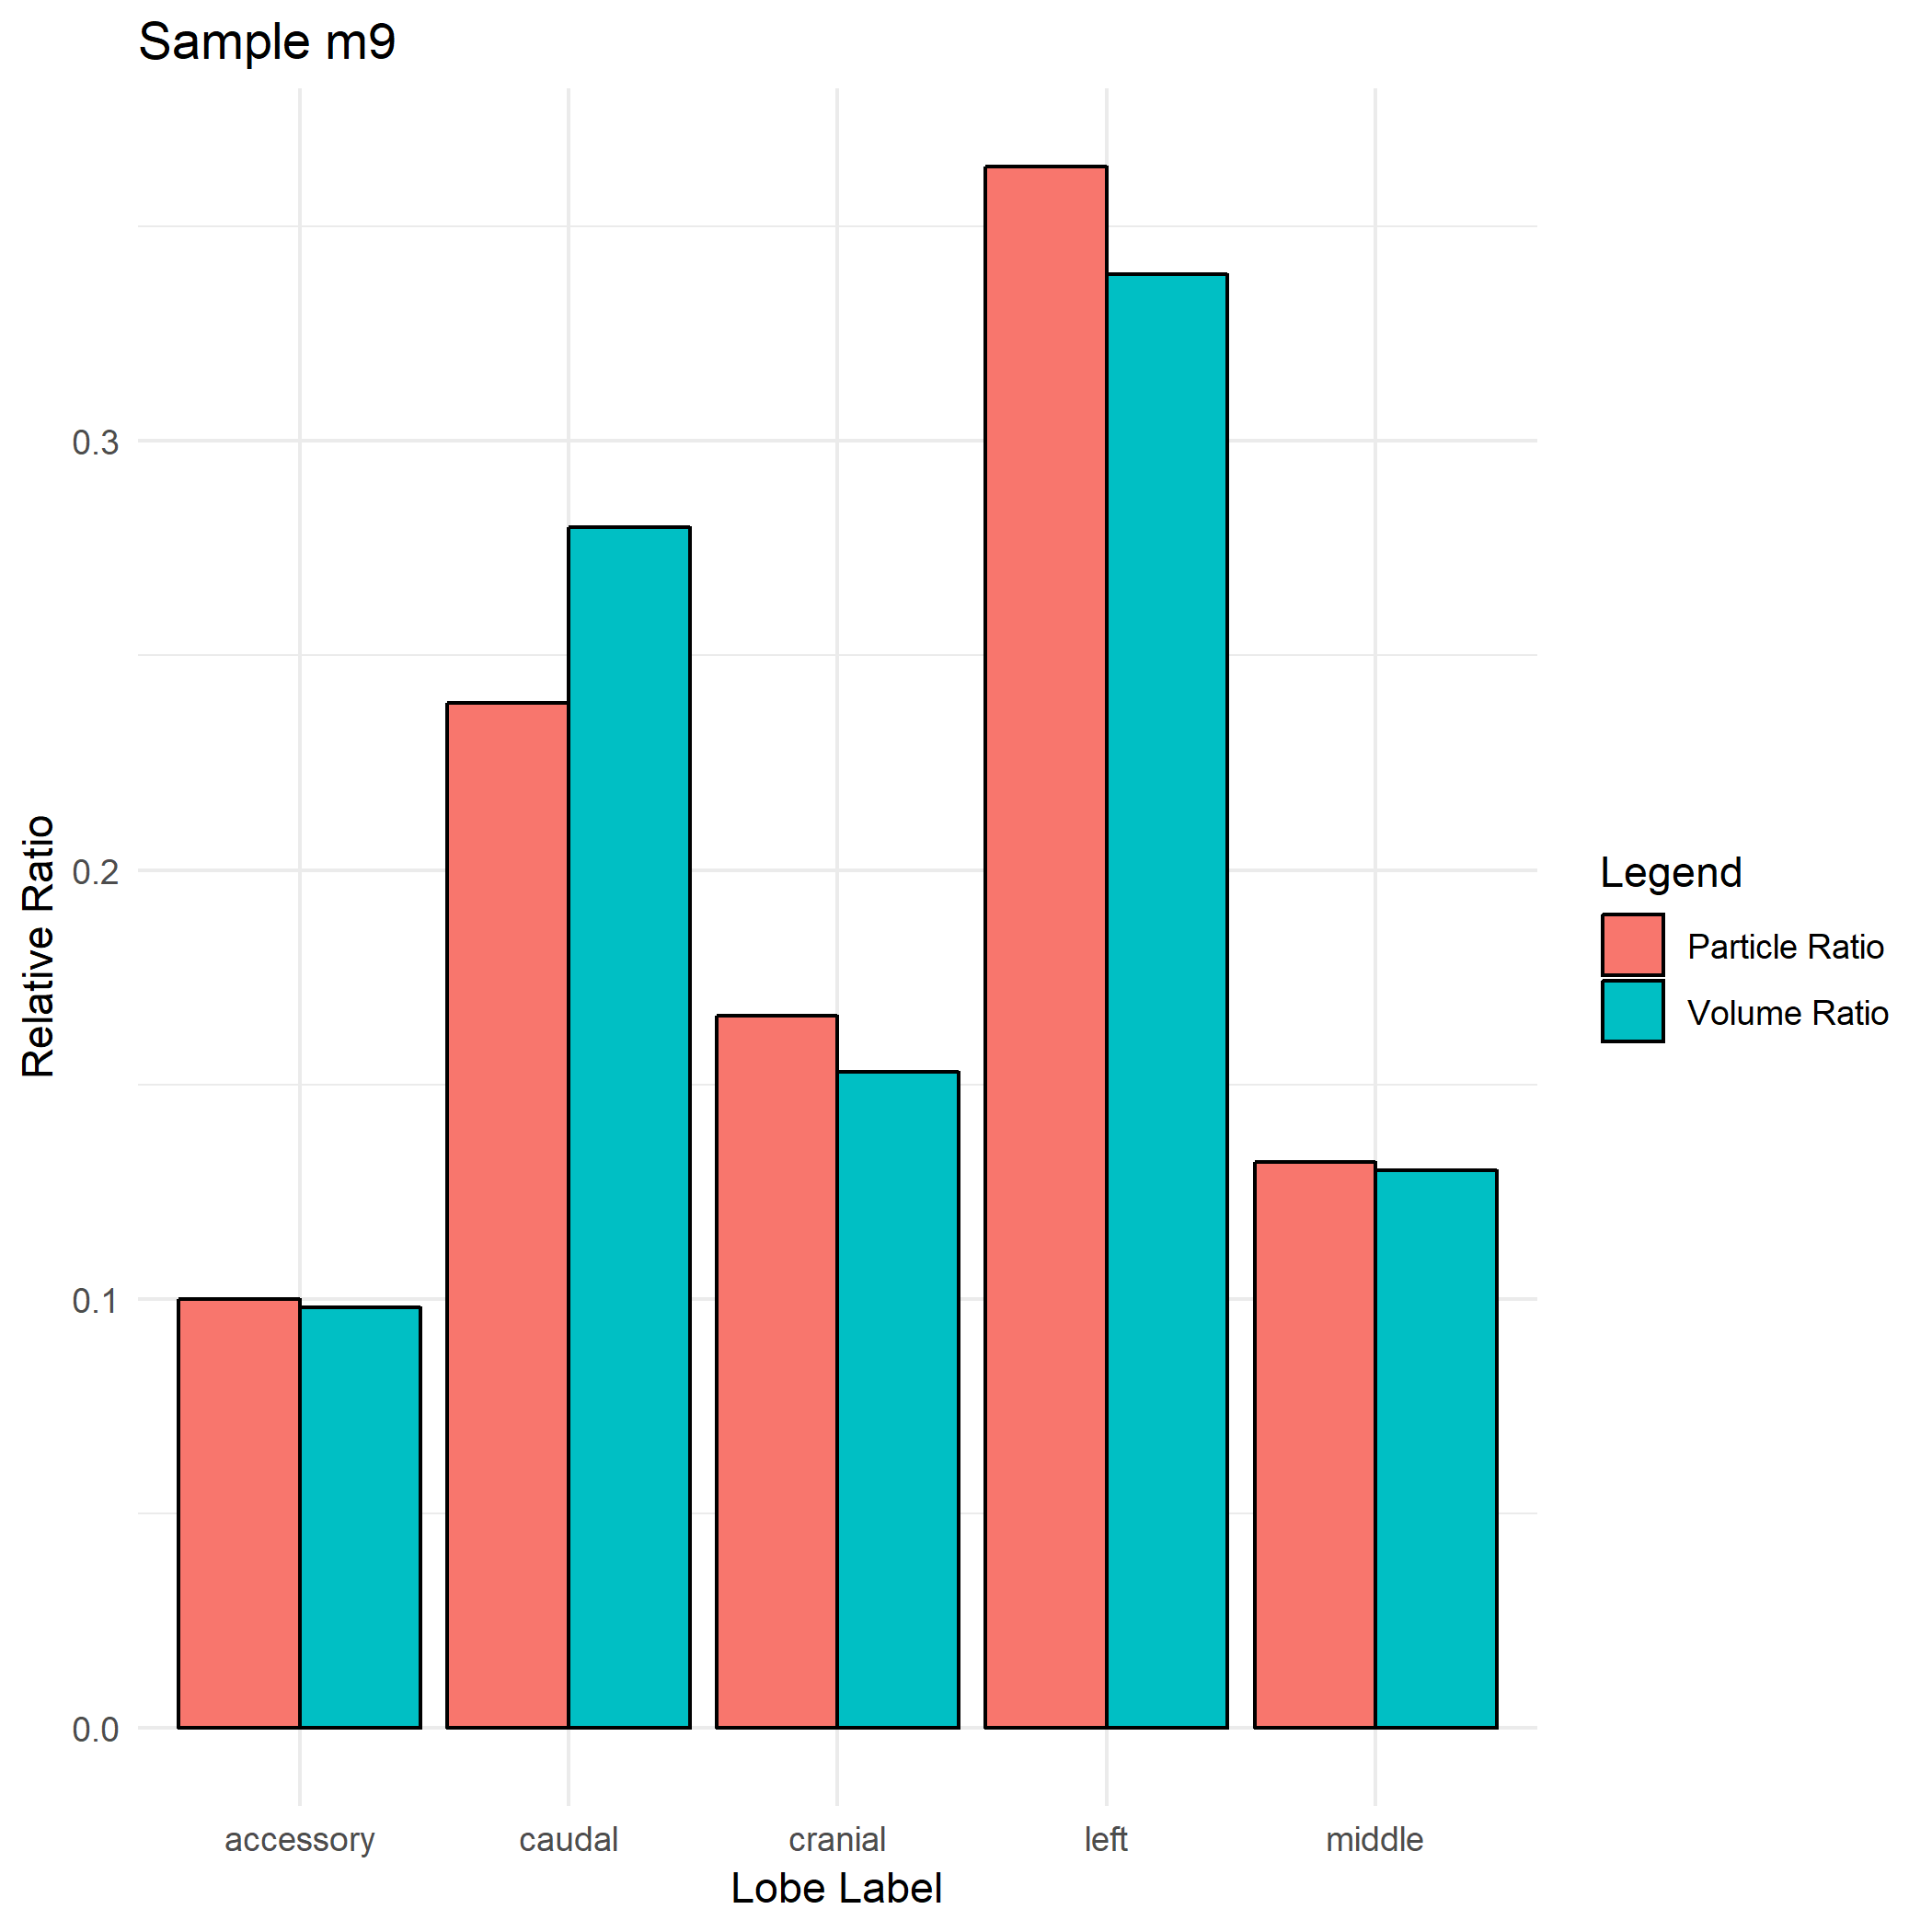 Sample m9
0.3
0.2
0.1
0.0
Relative Ratio
accessory caudal cranial left middle
Lobe Label
Legend
Particle Ratio
Volume Ratio